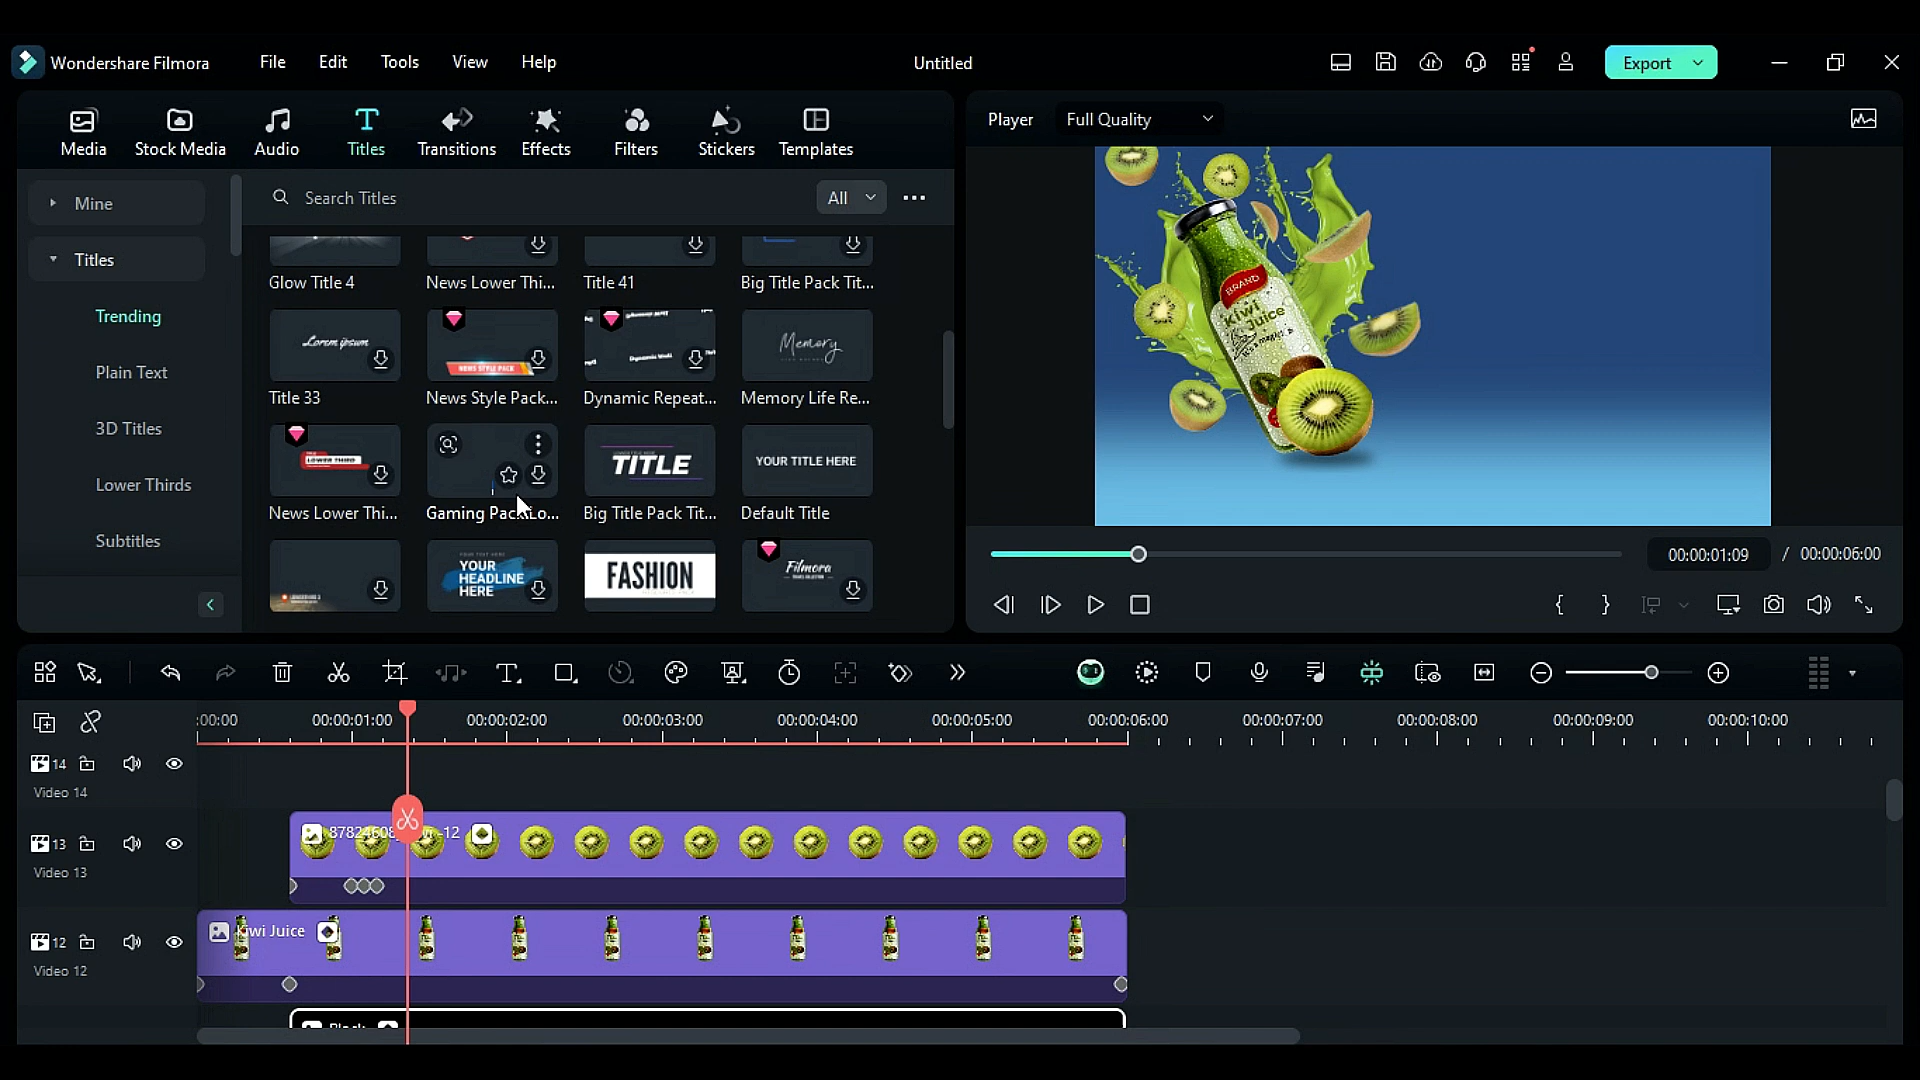 Wondershare Filmora File Edit Tools View Help Untitled Export
Media Stock Media Audio Titles Transitions Effects Filters Stickers Templates
Player Full Quality
Mine
Titles
Trending
Plain Text
3D Titles
Lower Thirds
Subtitles
Search Titles All
Glow Title 4 News Lower Thi... Title 41 Big Title Pack Tit...
Lorem ipsum
NEWS STYLE PACK
Memory
Title 33 News Style Pack... Dynamic Repeat... Memory Life Re...
LOWER THIRD
TITLE
YOUR TITLE HERE
News Lower Thi... Gaming Pack Lo... Big Title Pack Tit... Default Title
YOUR
HEADLINE
HERE
FASHION
Filmora
BRAND
Kiwi
Juice
00:00:01:09 / 00:00:06:00
:00:00 00:00:01:00 00:00:02:00 00:00:03:00 00:00:04:00 00:00:05:00 00:00:06:00 00:00:07:00 00:00:08:00 00:00:09:00 00:00:10:00
14
Video 14
13
Video 13
12
Video 12
-12
Kiwi Juice